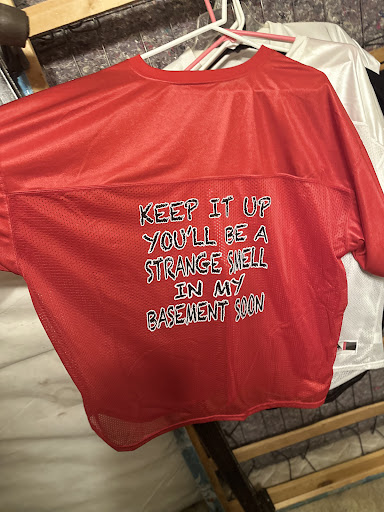 KEEP IT UP
YOU'LL BE A
STRANGE SMELL
IN MY
BASEMENT SOON